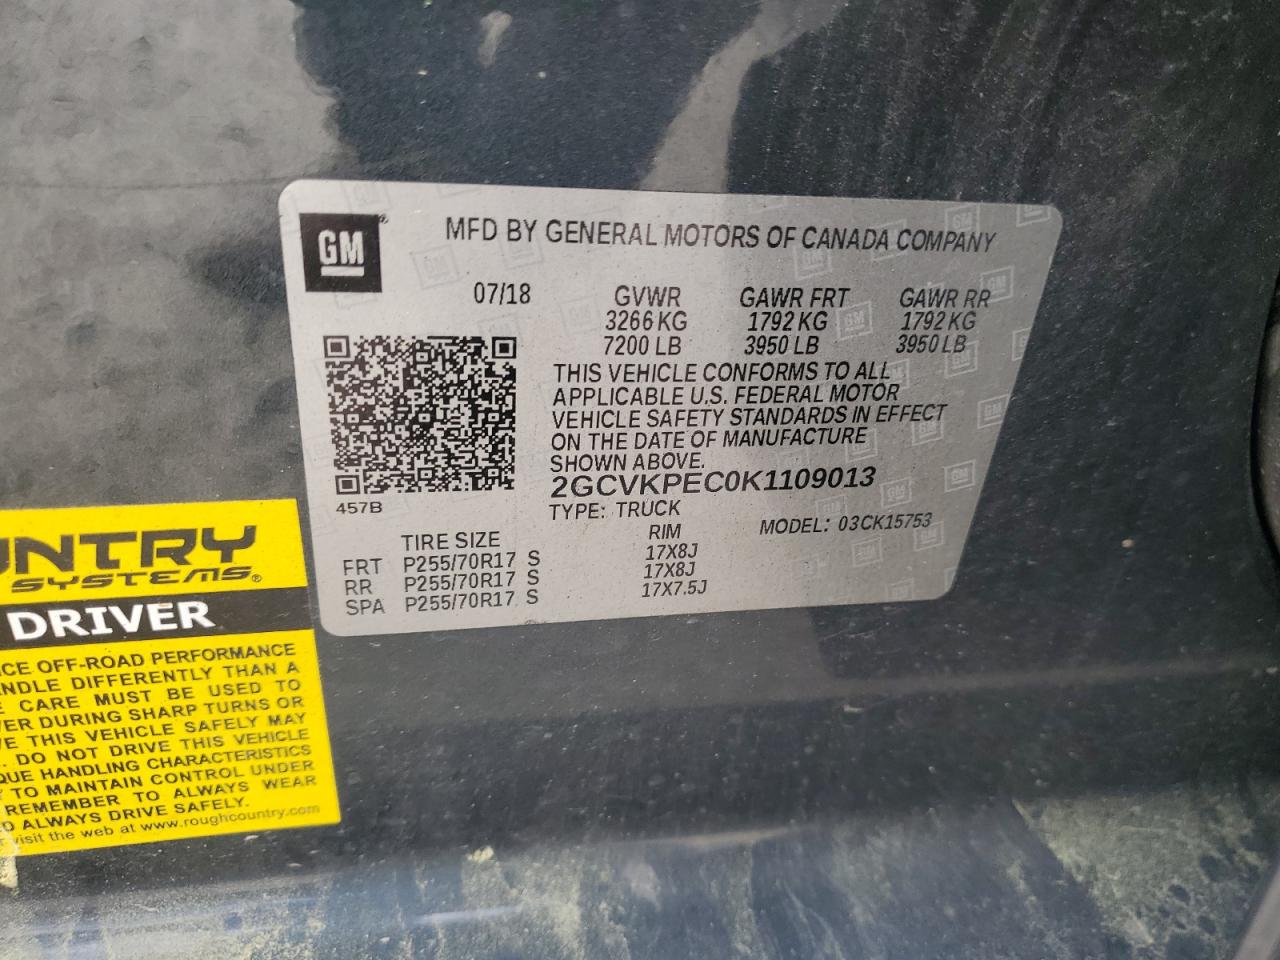 GM
MFD BY GENERAL MOTORS OF CANADA COMPANY
07/18
GVWR GAWR FRT GAWR RR
3266 KG 1792 KG 1792 KG
7200 LB 3950 LB 3950 LB
THIS VEHICLE CONFORMS TO ALL
APPLICABLE U.S. FEDERAL MOTOR
VEHICLE SAFETY STANDARDS IN EFFECT
ON THE DATE OF MANUFACTURE
SHOWN ABOVE.
2GCVKPEC0K1109013
457B
TYPE: TRUCK MODEL: 03CK15753
TIRE SIZE RIM
FRT P255/70R17 S 17X8J
RR P255/70R17 S 17X8J
SPA P255/70R17 S 17X7.5J
UNTRY
SYSTEMS®
DRIVER
OFF-ROAD PERFORMANCE
DIFFERENTLY THAN A
CARE MUST BE USED TO
DURING SHARP TURNS OR
THIS VEHICLE SAFELY MAY
DO NOT DRIVE THIS VEHICLE
HANDLING CHARACTERISTICS
TO MAINTAIN CONTROL UNDER
REMEMBER TO ALWAYS WEAR
ALWAYS DRIVE SAFELY.
visit the web at www.roughcountry.com